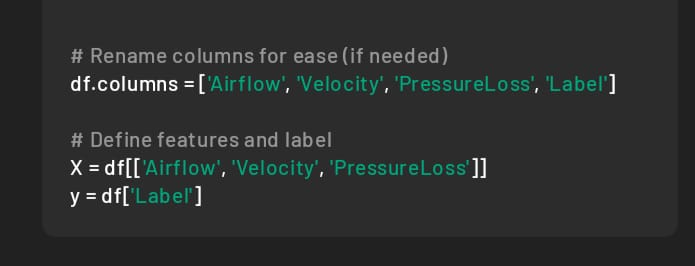 # Rename columns for ease (if needed)
df.columns = ['Airflow', 'Velocity', 'PressureLoss', 'Label']
# Define features and label
X = df[['Airflow', 'Velocity', 'PressureLoss']]
y = df['Label']